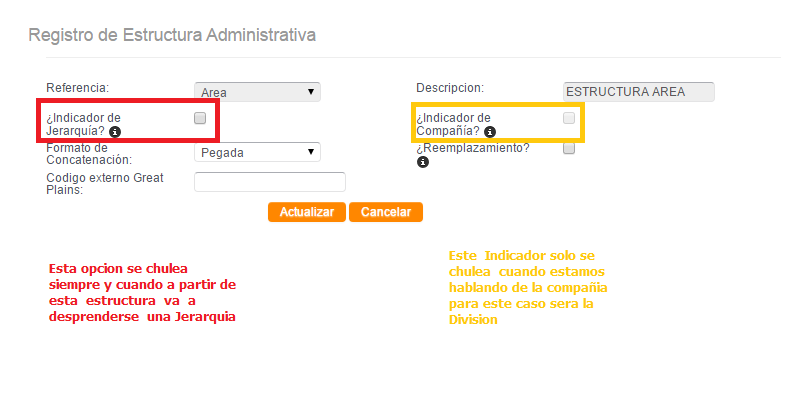 Registro de Estructura Administrativa
Referencia: Area Descripcion: ESTRUCTURA AREA
¿Indicador de ¿Indicador de
Jerarquía? Compañía?
Formato de ¿Reemplazamiento?
Concatenación: Pegada
Codigo externo Great
Plains:
Actualizar Cancelar
Esta opcion se chulea
siempre y cuando a partir de
esta estructura va a
desprenderse una Jerarquia
Este Indicador solo se
chulea cuando estamos
hablando de la compañia
para este caso sera la
Division